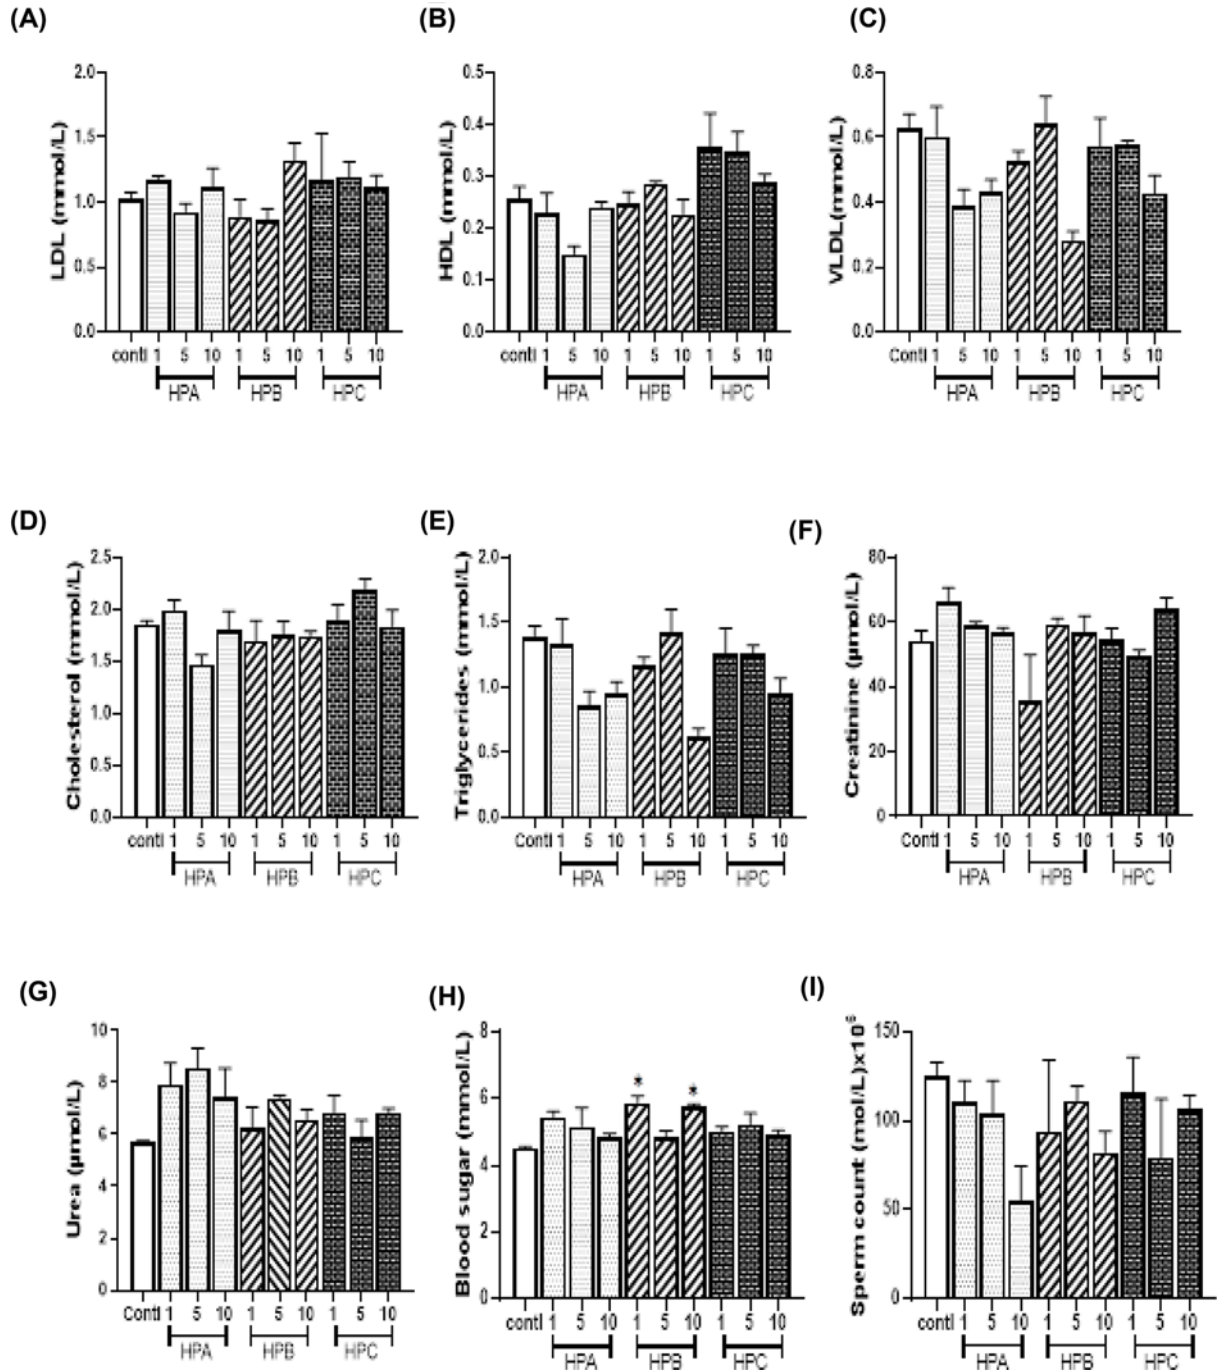 (A)
LDL (mmol/L)
2.0
1.5
1.0
0.5
0.0
contl 1 5 10 1 5 10 1 5 10
HPA HPB HPC
(B)
HDL (mmol/L)
0.5
0.4
0.3
0.2
0.1
0.0
contl 1 5 10 1 5 10 1 5 10
HPA HPB HPC
(C)
VLDL(mmol/L)
0.8
0.6
0.4
0.2
0.0
Contl 1 5 10 1 5 10 1 5 10
HPA HPB HPC
(D)
Cholesterol (mmol/L)
2.5
2.0
1.5
1.0
0.5
0.0
contl 1 5 10 1 5 10 1 5 10
HPA HPB HPC
(E)
Triglycerides (mmol/L)
2.0
1.5
1.0
0.5
0.0
Contl 1 5 10 1 5 10 1 5 10
HPA HPB HPC
(F)
Creatinine (µmol/L)
80
60
40
20
0
Contl 1 5 10 1 5 10 1 5 10
HPA HPB HPC
(G)
Urea (µmol/L)
10
8
6
4
2
0
Contl 1 5 10 1 5 10 1 5 10
HPA HPB HPC
(H)
Blood sugar (mmol/L)
8
6
4
2
0
* *
contl 1 5 10 1 5 10 1 5 10
HPA HPB HPC
(I)
Sperm count (mol/L)x10⁶
150
100
50
0
contl 1 5 10 1 5 10 1 5 10
HPA HPB HPC